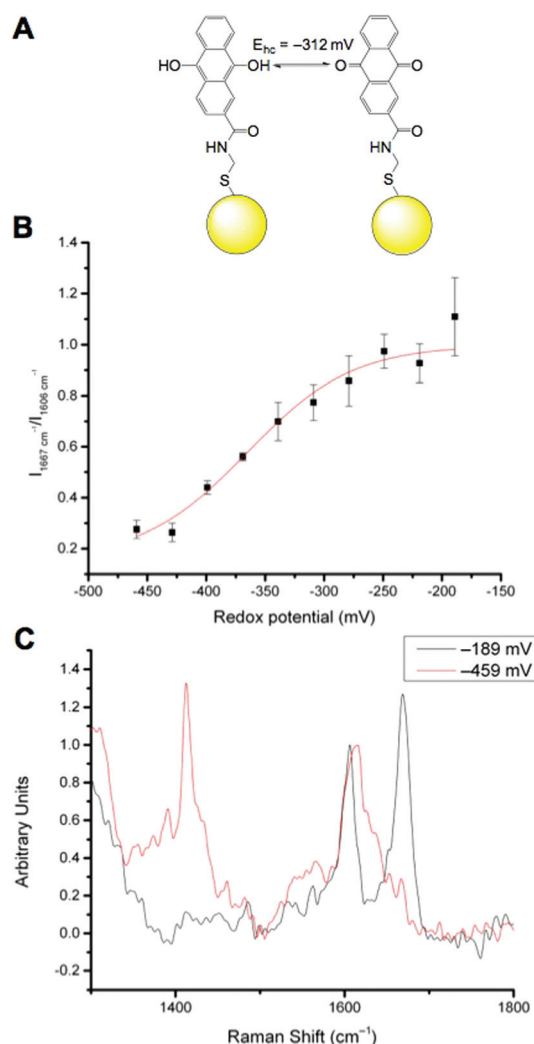 A
E_hc = −312 mV
HO
OH
O
O
O
HN
S
O
HN
S
B
1.4
1.2
1.0
0.8
0.6
0.4
0.2
I_1667 cm⁻¹/I_1606 cm⁻¹
-500 -450 -400 -350 -300 -250 -200 -150
Redox potential (mV)
C
−189 mV
−459 mV
1.4
1.2
1.0
0.8
0.6
0.4
0.2
0.0
-0.2
Arbitrary Units
1400 1600 1800
Raman Shift (cm⁻¹)